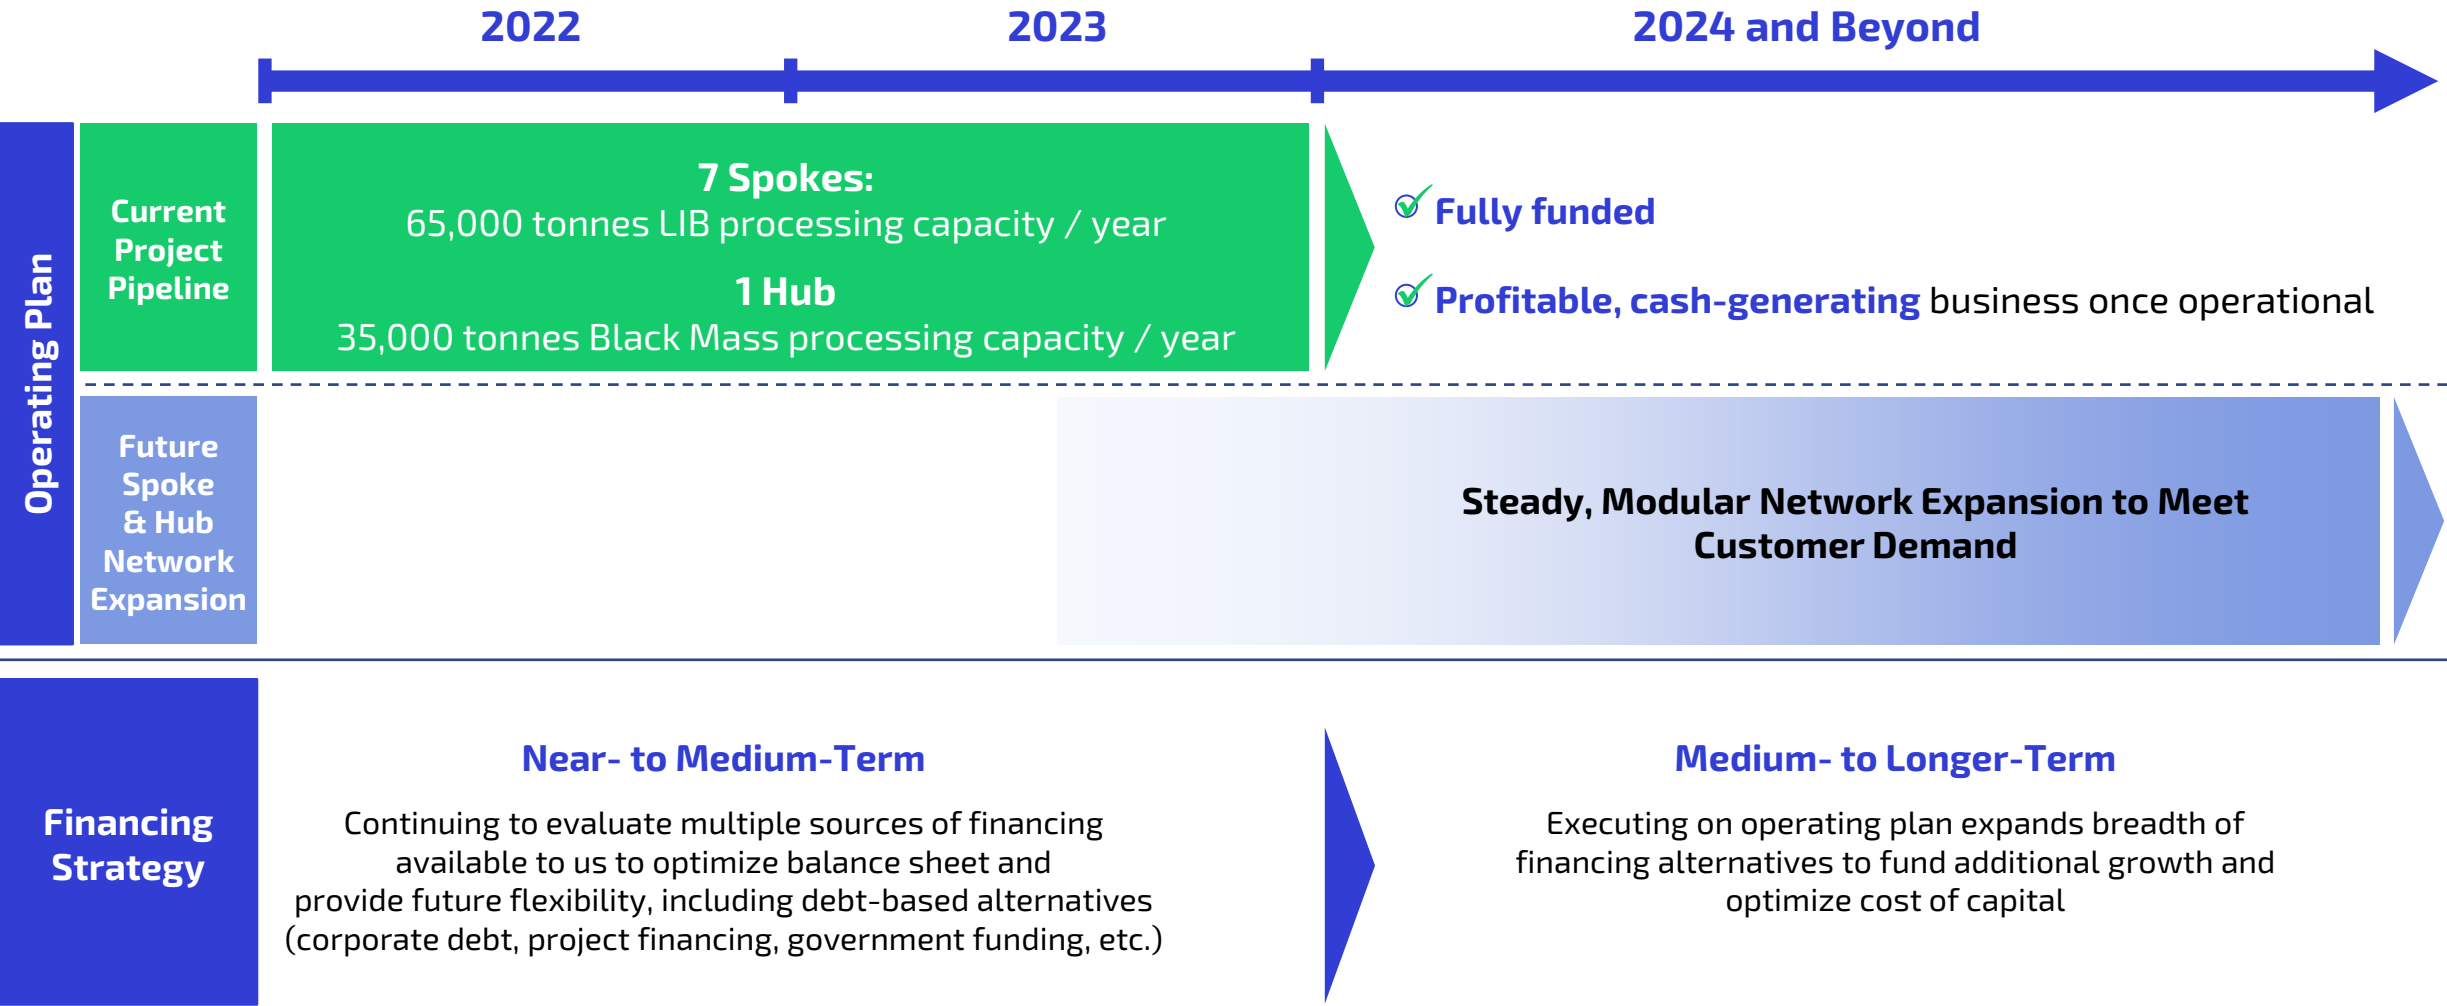 2022
2023
2024 and Beyond
Operating Plan
Current
Project
Pipeline
7 Spokes:
65,000 tonnes LIB processing capacity / year
1 Hub
35,000 tonnes Black Mass processing capacity / year
Fully funded
Profitable, cash-generating business once operational
Future
Spoke
& Hub
Network
Expansion
Steady, Modular Network Expansion to Meet
Customer Demand
Financing
Strategy
Near- to Medium-Term
Continuing to evaluate multiple sources of financing
available to us to optimize balance sheet and
provide future flexibility, including debt-based alternatives
(corporate debt, project financing, government funding, etc.)
Medium- to Longer-Term
Executing on operating plan expands breadth of
financing alternatives to fund additional growth and
optimize cost of capital